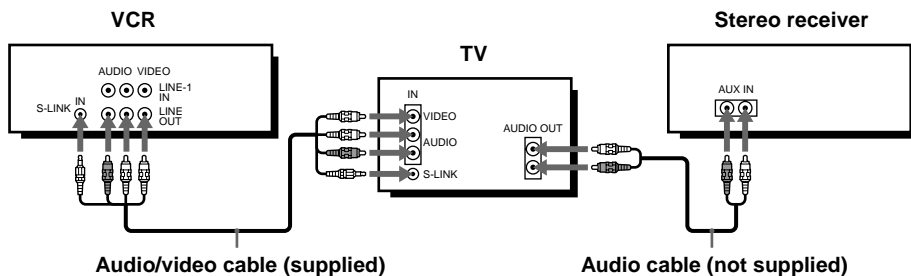 VCR
TV
Stereo receiver
AUDIO VIDEO
LINE-1
IN
S-LINK
IN
LINE
OUT
IN
VIDEO
AUDIO
S-LINK
AUDIO OUT
AUX IN
Audio/video cable (supplied)
Audio cable (not supplied)